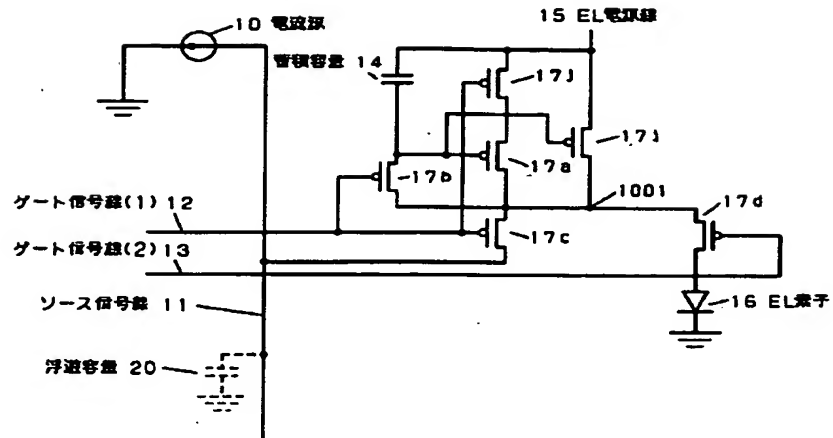 10 電流源
15 EL電源線
蓄積容量 14
17j
17i
17b
17a
1001
17d
ゲート信号線(1) 12
17c
ゲート信号線(2) 13
ソース信号線 11
16 EL素子
浮遊容量 20